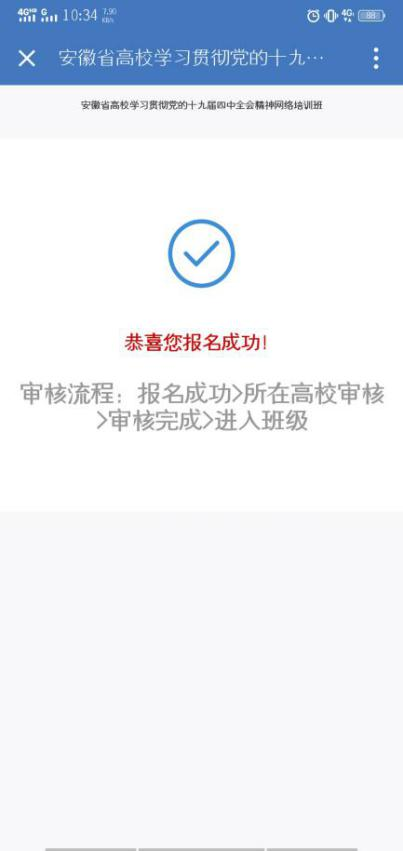 4GHD G 10:34 7.90 KB/s 4G 88
安徽省高校学习贯彻党的十九…
安徽省高校学习贯彻党的十九届四中全会精神网络培训班
恭喜您报名成功!
审核流程：报名成功>所在高校审核
>审核完成>进入班级